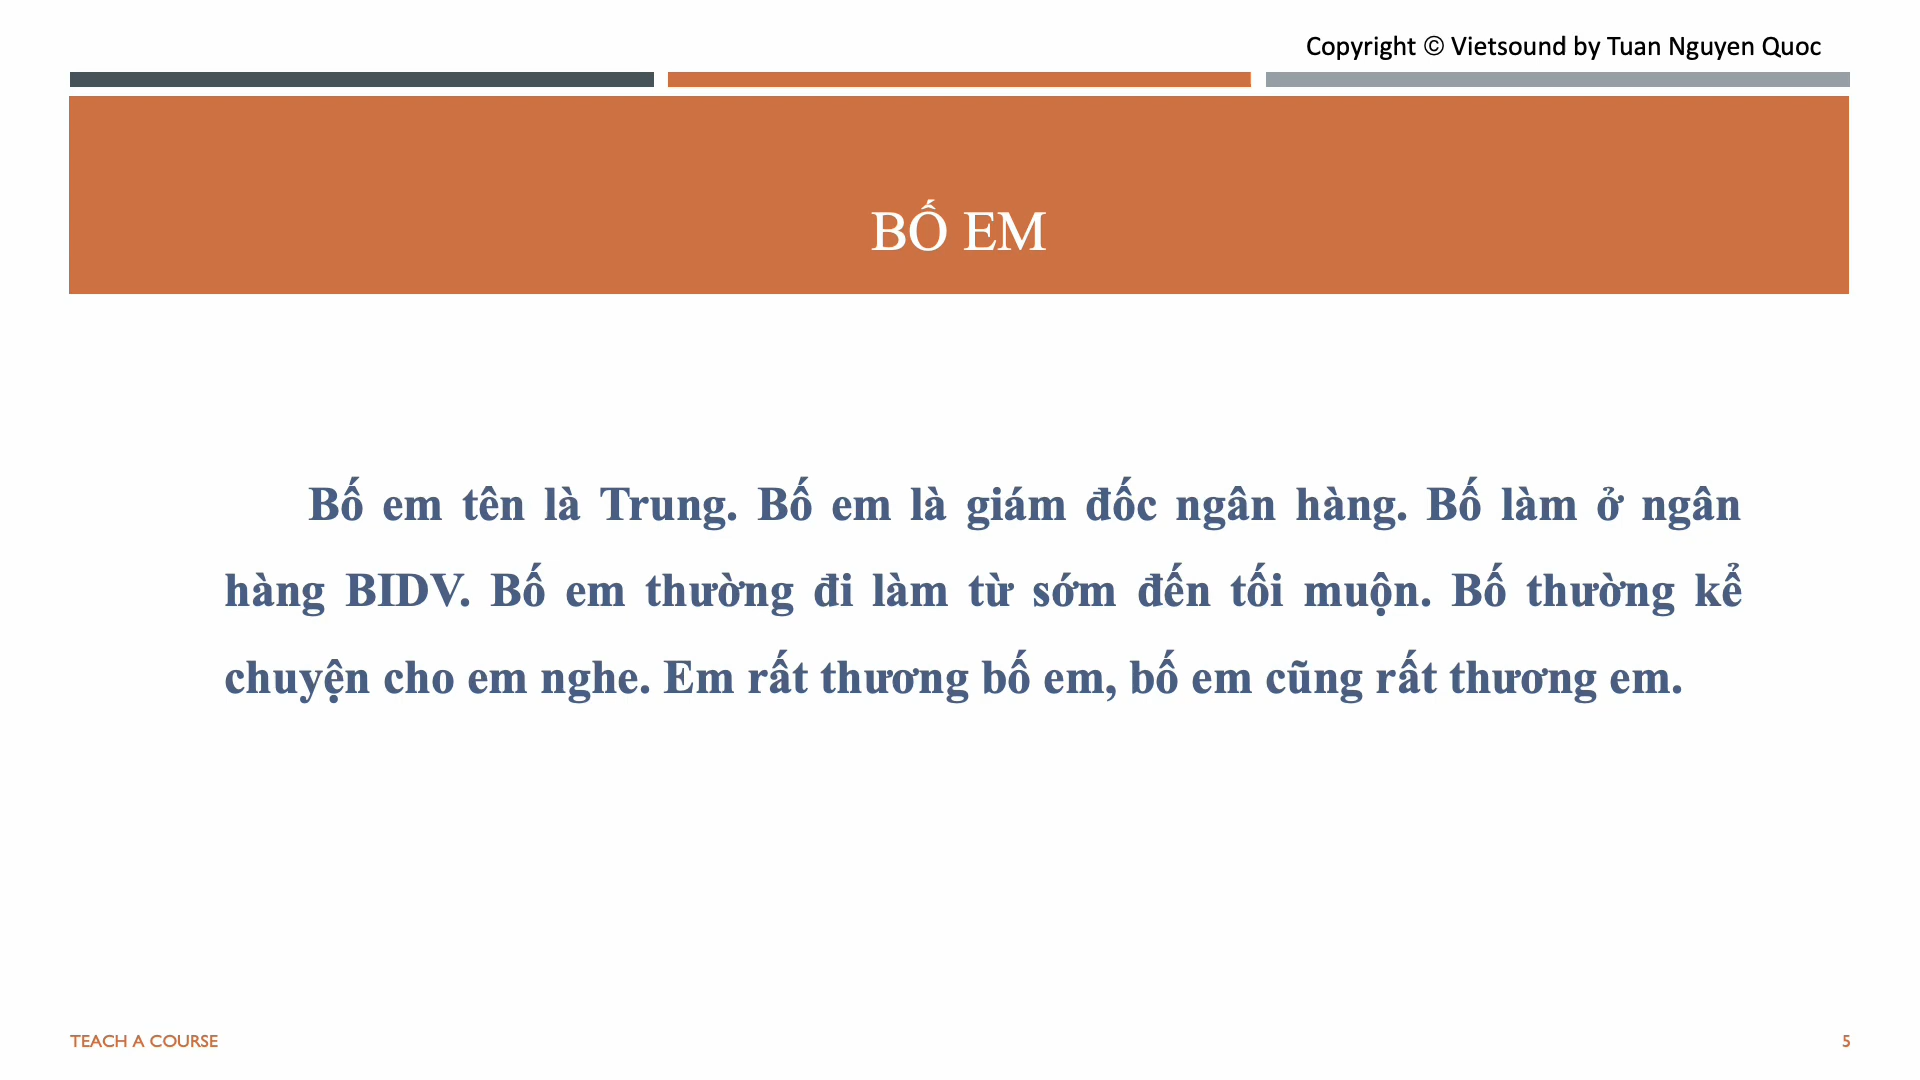 Copyright © Vietsound by Tuan Nguyen Quoc
BỐ EM
Bố em tên là Trung. Bố em là giám đốc ngân hàng. Bố làm ở ngân
hàng BIDV. Bố em thường đi làm từ sớm đến tối muộn. Bố thường kể
chuyện cho em nghe. Em rất thương bố em, bố em cũng rất thương em.
TEACH A COURSE
5